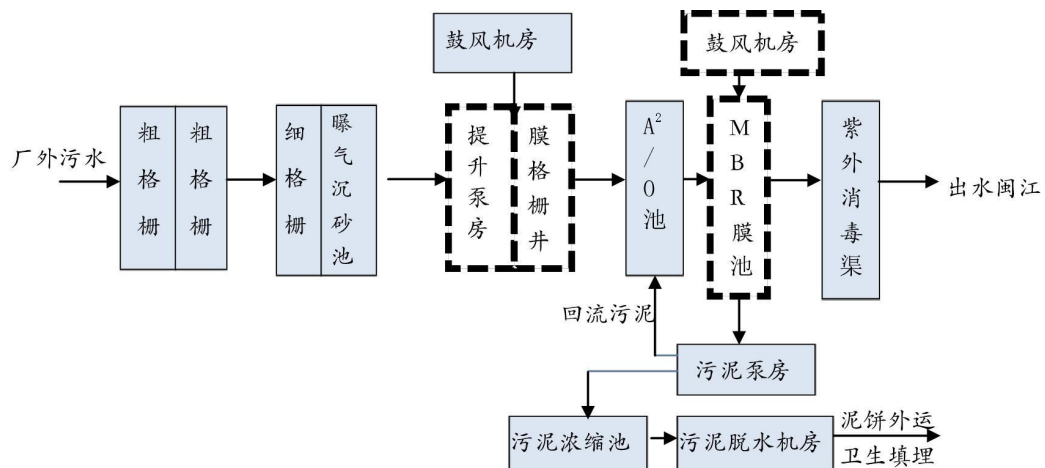 鼓风机房
鼓风机房
厂外污水
粗格栅
粗格栅
细格栅
曝气沉砂池
提升泵房
膜格栅井
A²/O池
MBR膜池
紫外消毒渠
出水闽江
回流污泥
污泥泵房
污泥浓缩池
污泥脱水机房
泥饼外运
卫生填埋